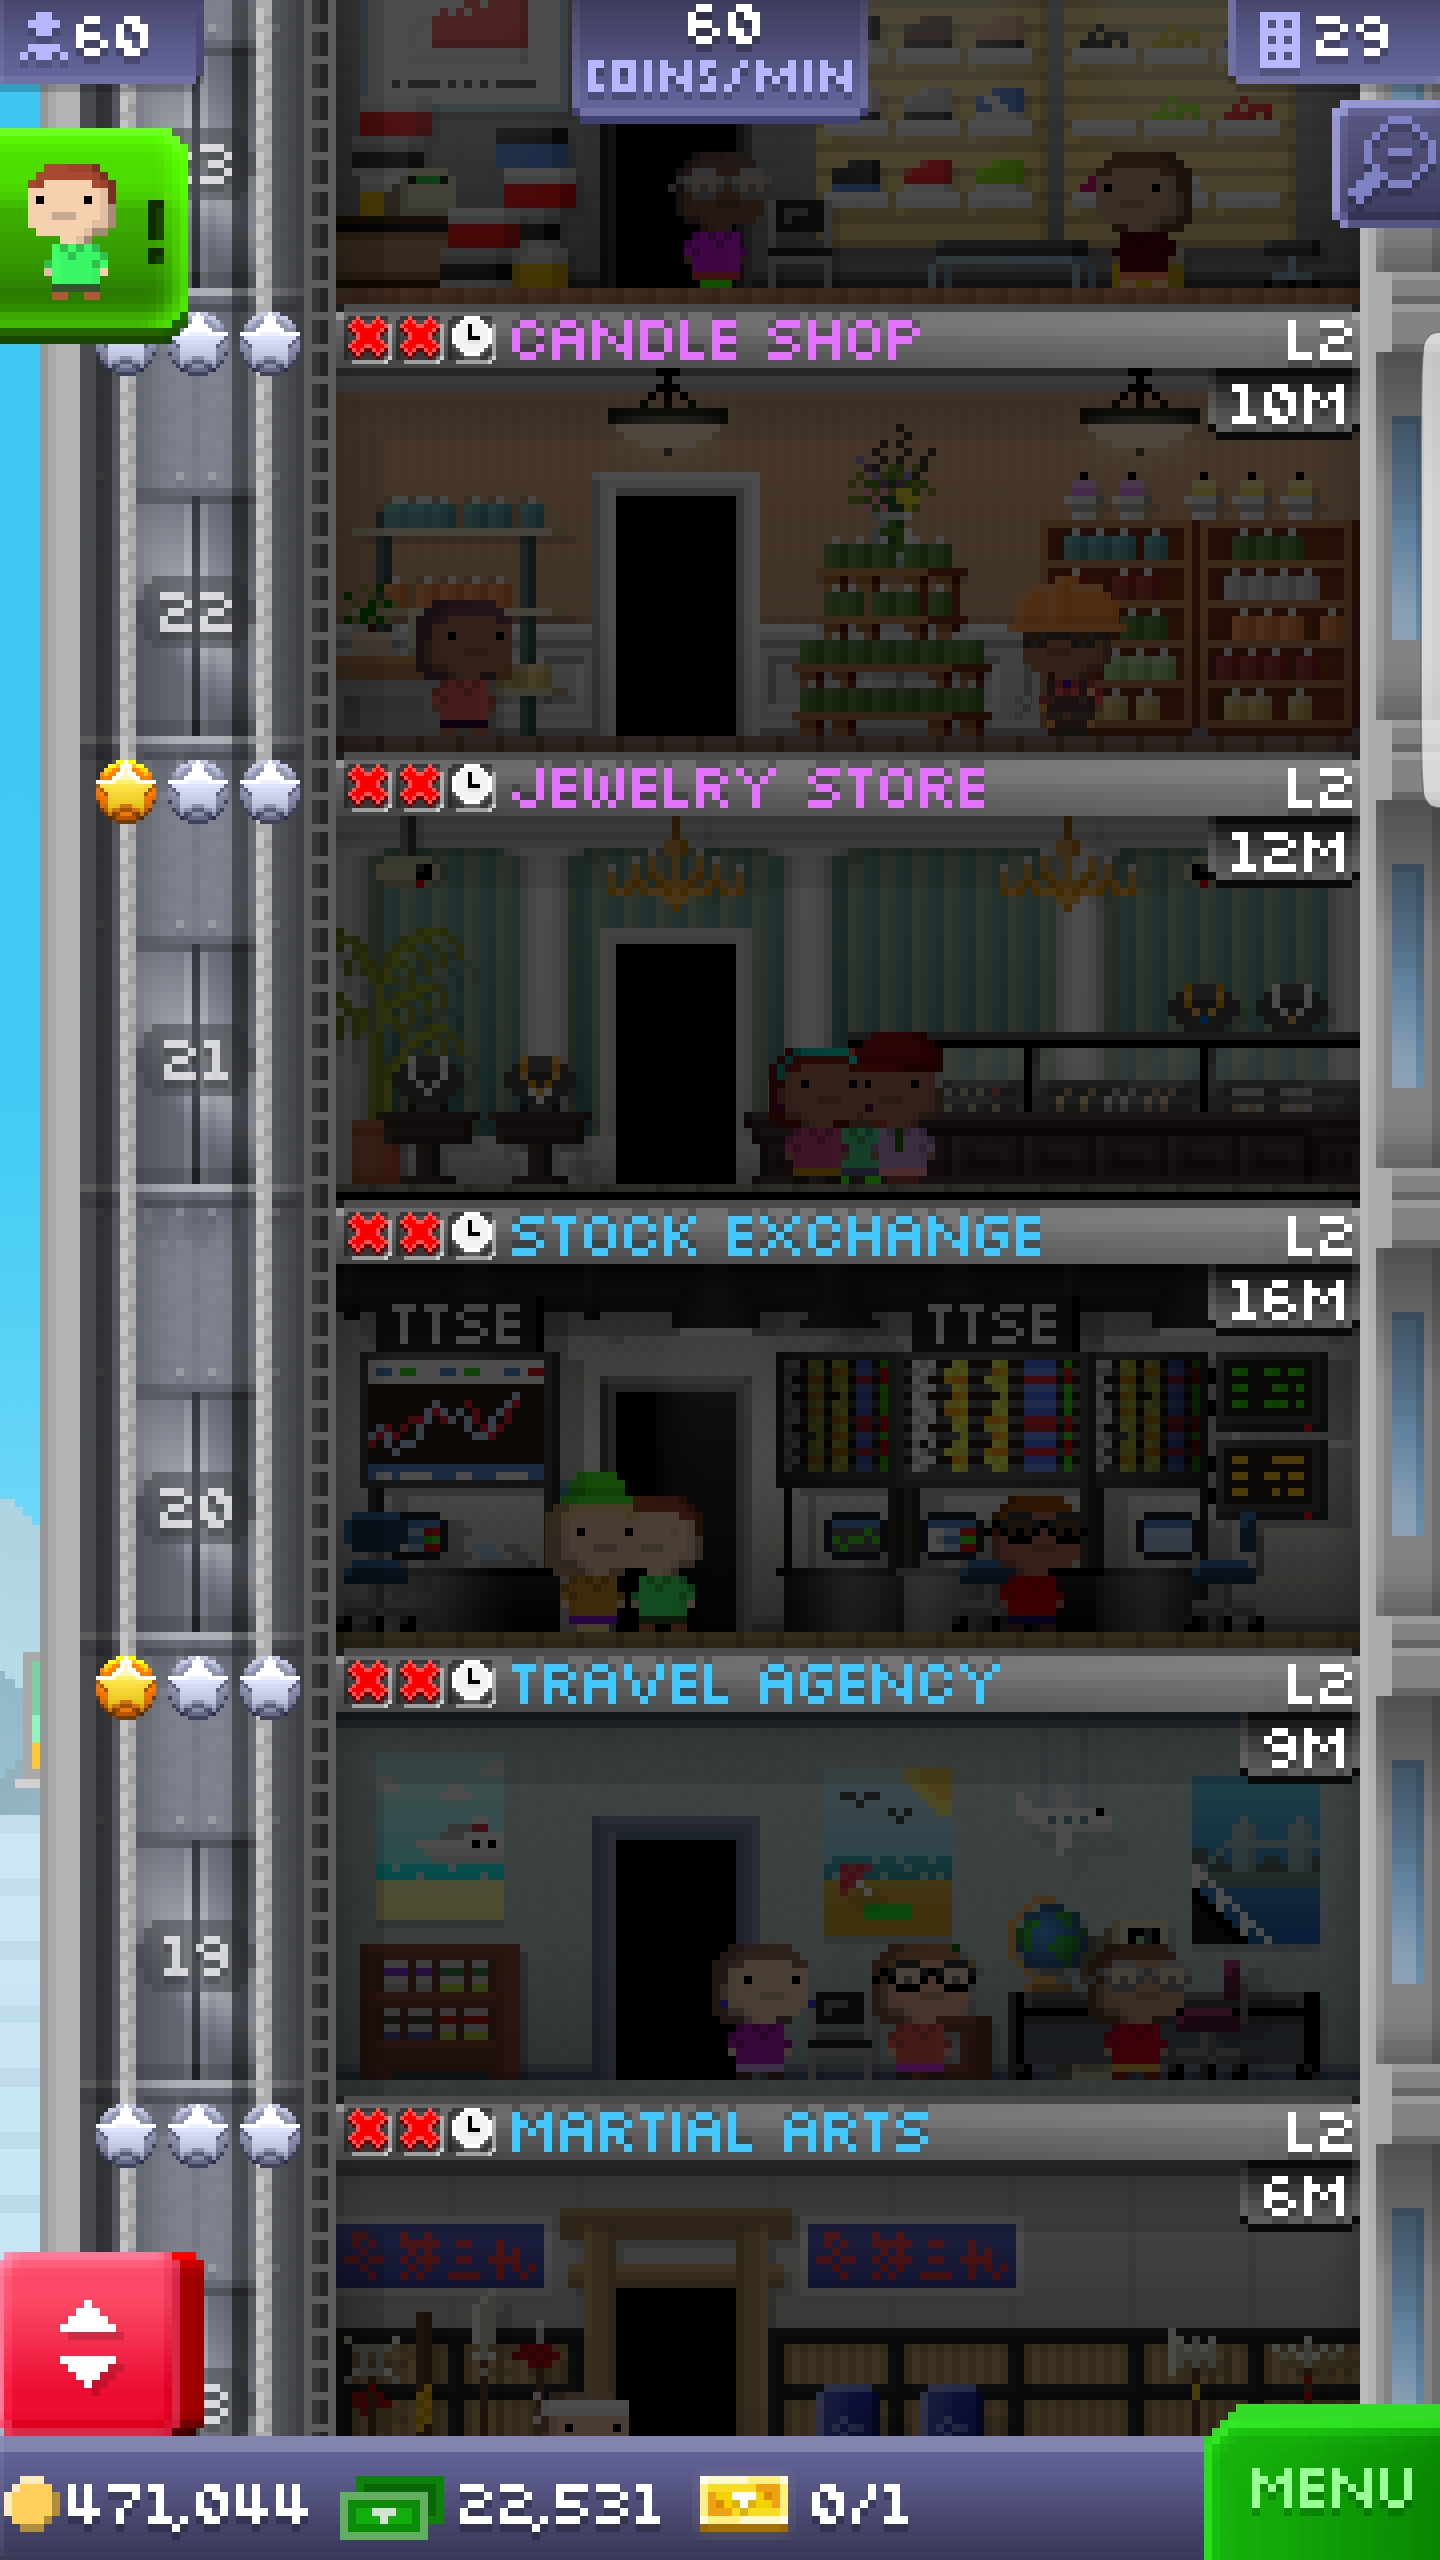 60
60
COINS/MIN
29
3
CANDLE SHOP L2
10M
22
JEWELRY STORE L2
12M
21
STOCK EXCHANGE L2
16M
TTSE TTSE
20
TRAVEL AGENCY L2
9M
19
MARTIAL ARTS L2
6M
3
471,044 22,531 0/1
MENU